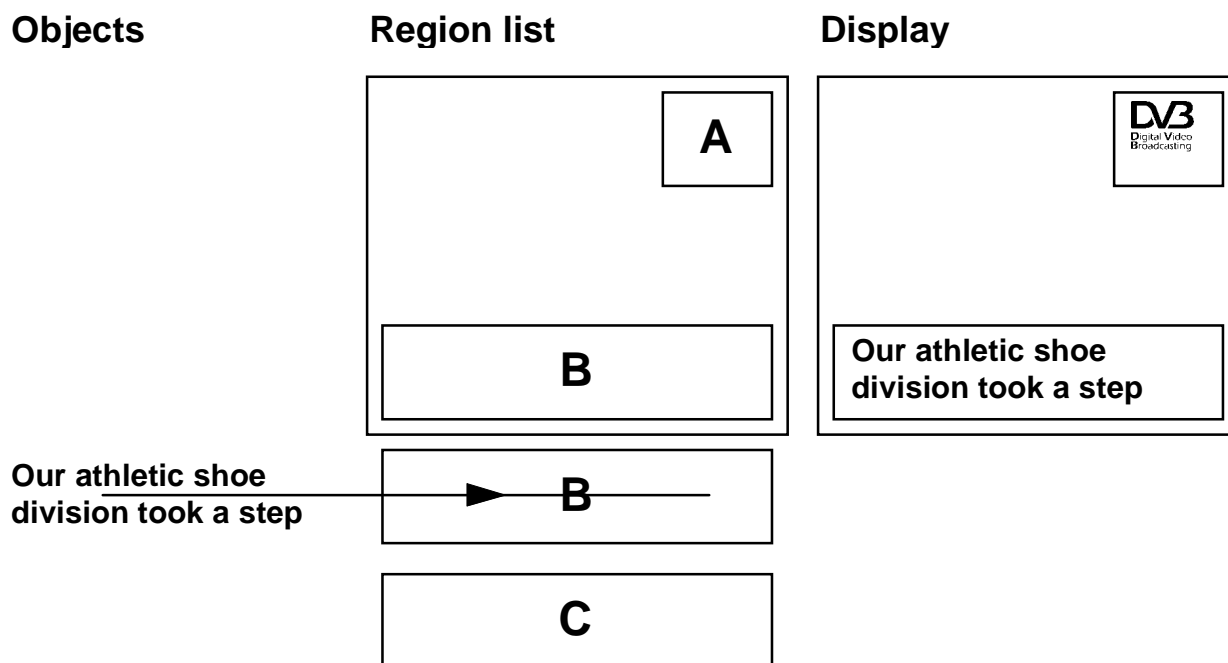 Objects Region list Display
A
DVB
Digital Video
Broadcasting
B
Our athletic shoe
division took a step
Our athletic shoe
division took a step
B
C